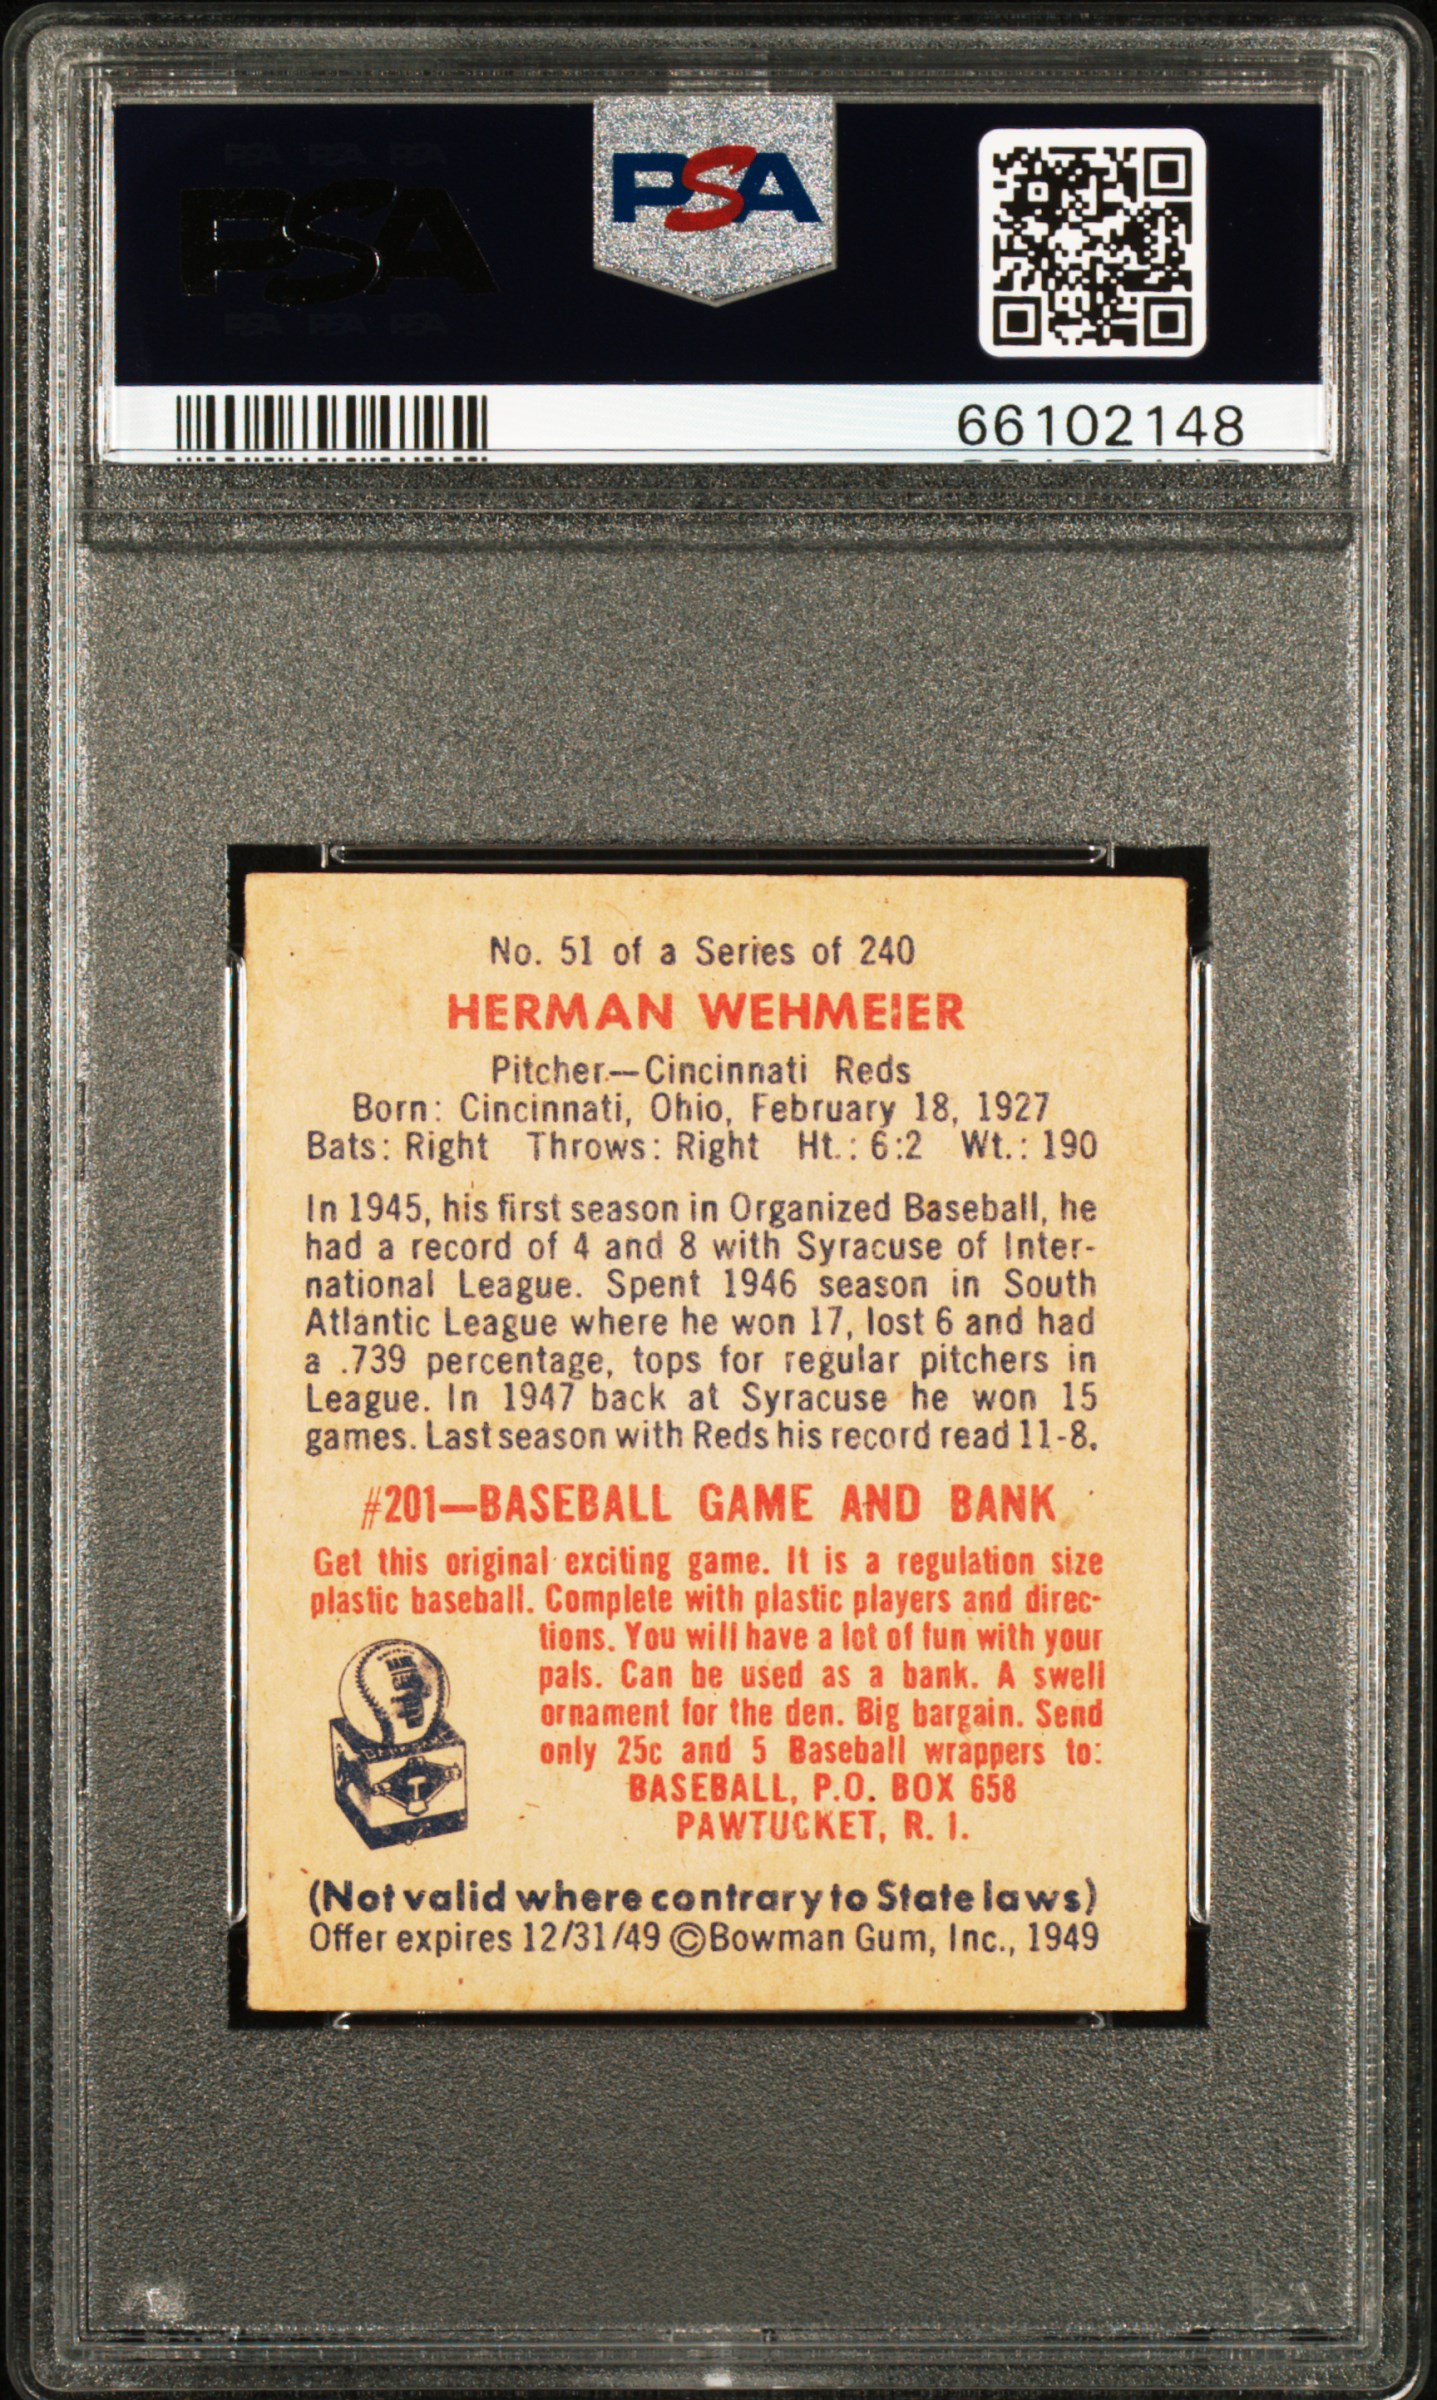 PSA PSA PSA
PSA
PSA PSA PSA
PSA
66102148
No. 51 of a Series of 240
HERMAN WEHMEIER
Pitcher—Cincinnati Reds
Born: Cincinnati, Ohio, February 18, 1927
Bats: Right Throws: Right Ht.: 6:2 Wt.: 190
In 1945, his first season in Organized Baseball, he
had a record of 4 and 8 with Syracuse of Inter-
national League. Spent 1946 season in South
Atlantic League where he won 17, lost 6 and had
a .739 percentage, tops for regular pitchers in
League. In 1947 back at Syracuse he won 15
games. Last season with Reds his record read 11-8.
#201—BASEBALL GAME AND BANK
Get this original exciting game. It is a regulation size
plastic baseball. Complete with plastic players and direc-
tions. You will have a lot of fun with your
pals. Can be used as a bank. A swell
ornament for the den. Big bargain. Send
only 25c and 5 Baseball wrappers to:
BASEBALL, P.O. BOX 658
PAWTUCKET, R. I.
(Not valid where contrary to State laws)
Offer expires 12/31/49 ©Bowman Gum, Inc., 1949